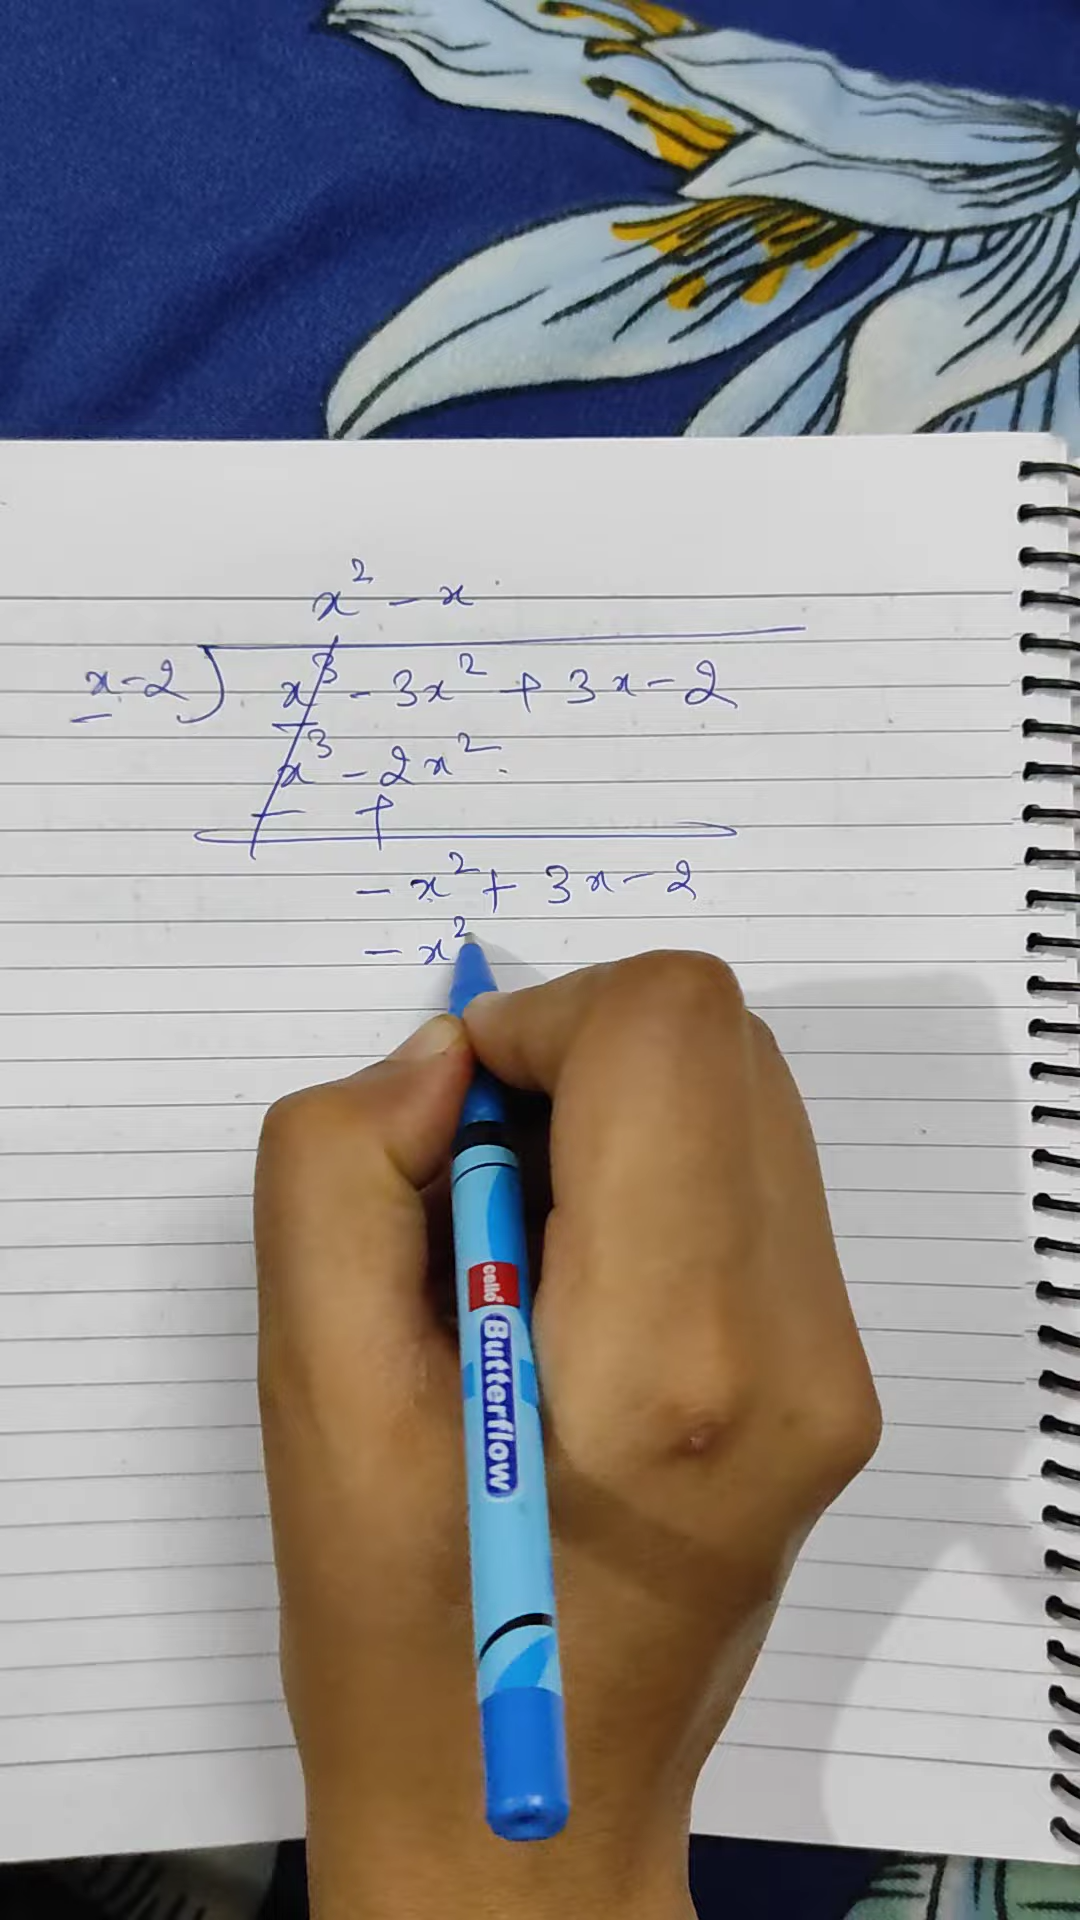 x² - x
x-2) x³ - 3x² + 3x - 2
x³ - 2x²
- +
- x² + 3x - 2
- x²
cello
Butterflow